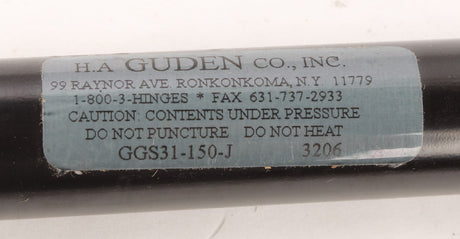 H.A GUDEN CO., INC.
99 RAYNOR AVE. RONKONKOMA, N.Y. 11779
1-800-3-HINGES * FAX 631-737-2933
CAUTION: CONTENTS UNDER PRESSURE
DO NOT PUNCTURE DO NOT HEAT
GGS31-150-J 3206